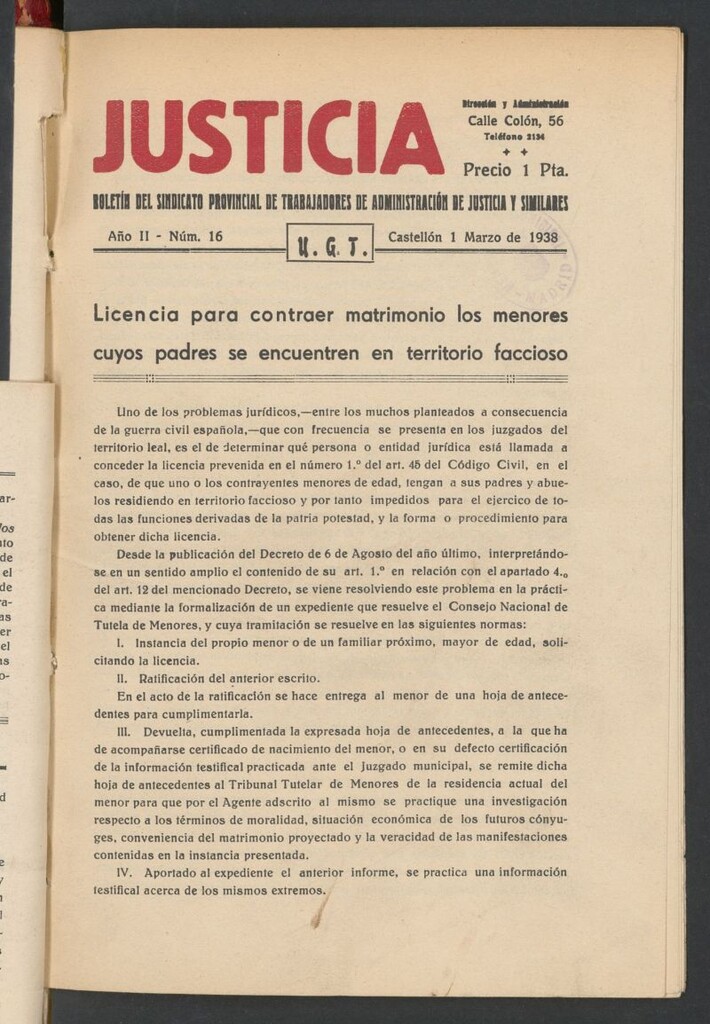 JUSTICIA
Dirección y Administración
Calle Colón, 56
Teléfono 2134
Precio 1 Pta.
BOLETÍN DEL SINDICATO PROVINCIAL DE TRABAJADORES DE ADMINISTRACIÓN DE JUSTICIA Y SIMILARES
Año II - Núm. 16
U. G. T.
Castellón 1 Marzo de 1938
MADRID
Licencia para contraer matrimonio los menores
cuyos padres se encuentren en territorio faccioso
Uno de los problemas jurídicos,—entre los muchos planteados a consecuencia
de la guerra civil española,—que con frecuencia se presenta en los juzgados del
territorio leal, es el de determinar qué persona o entidad jurídica está llamada a
conceder la licencia prevenida en el número 1.º del art. 45 del Código Civil, en el
caso, de que uno o los contrayentes menores de edad, tengan a sus padres y abue-
los residiendo en territorio faccioso y por tanto impedidos para el ejercico de to-
das las funciones derivadas de la patria potestad, y la forma o procedimiento para
obtener dicha licencia.
Desde la publicación del Decreto de 6 de Agosto del año último, interpretándo-
se en un sentido amplio el contenido de su art. 1.º en relación con el apartado 4.º
del art. 12 del mencionado Decreto, se viene resolviendo este problema en la prácti-
ca mediante la formalización de un expediente que resuelve el Consejo Nacional de
Tutela de Menores, y cuya tramitación se resuelve en las siguientes normas:
I. Instancia del propio menor o de un familiar próximo, mayor de edad, soli-
citando la licencia.
II. Ratificación del anterior escrito.
En el acto de la ratificación se hace entrega al menor de una hoja de antece-
dentes para cumplimentarla.
III. Devuelta, cumplimentada la expresada hoja de antecedentes, a la que ha
de acompañarse certificado de nacimiento del menor, o en su defecto certificación
de la información testifical practicada ante el Juzgado municipal, se remite dicha
hoja de antecedentes al Tribunal Tutelar de Menores de la residencia actual del
menor para que por el Agente adscrito al mismo se practique una investigación
respecto a los términos de moralidad, situación económica de los futuros cónyu-
ges, conveniencia del matrimonio proyectado y la veracidad de las manifestaciones
contenidas en la instancia presentada.
IV. Aportado al expediente el anterior informe, se practica una información
testifical acerca de los mismos extremos.